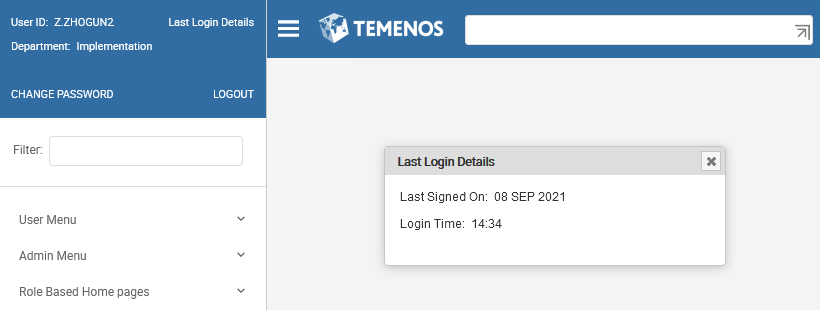 User ID: Z.ZHOGUN2 Last Login Details
Department: Implementation
CHANGE PASSWORD LOGOUT
Filter:
User Menu
Admin Menu
Role Based Home pages
TEMENOS
Last Login Details
Last Signed On: 08 SEP 2021
Login Time: 14:34